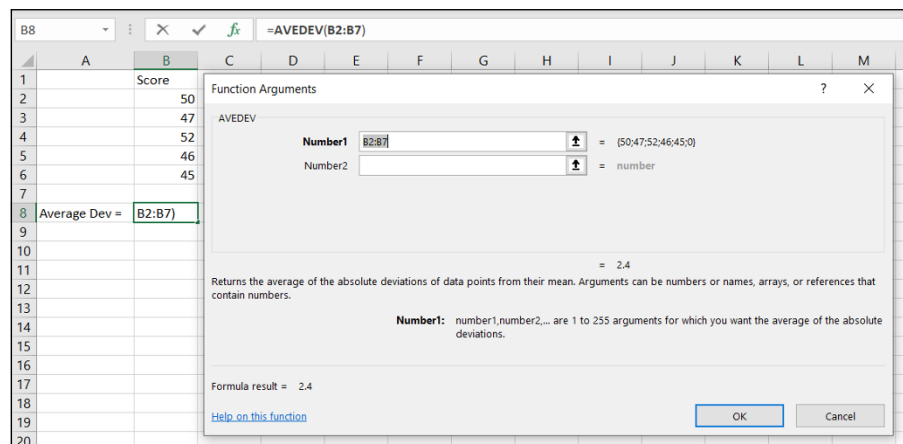 B8 fx =AVEDEV(B2:B7)
A B C D E F G H I J K L M
1 Score
2 50
3 47
4 52
5 46
6 45
7
8 Average Dev = B2:B7)
9
10
11
12
13
14
15
16
17
18
19
20
Function Arguments ? ×
AVEDEV
Number1 B2:B7 = {50;47;52;46;45;0}
Number2 = number
= 2.4
Returns the average of the absolute deviations of data points from their mean. Arguments can be numbers or names, arrays, or references that
contain numbers.
Number1: number1,number2,... are 1 to 255 arguments for which you want the average of the absolute
deviations.
Formula result = 2.4
Help on this function
OK Cancel